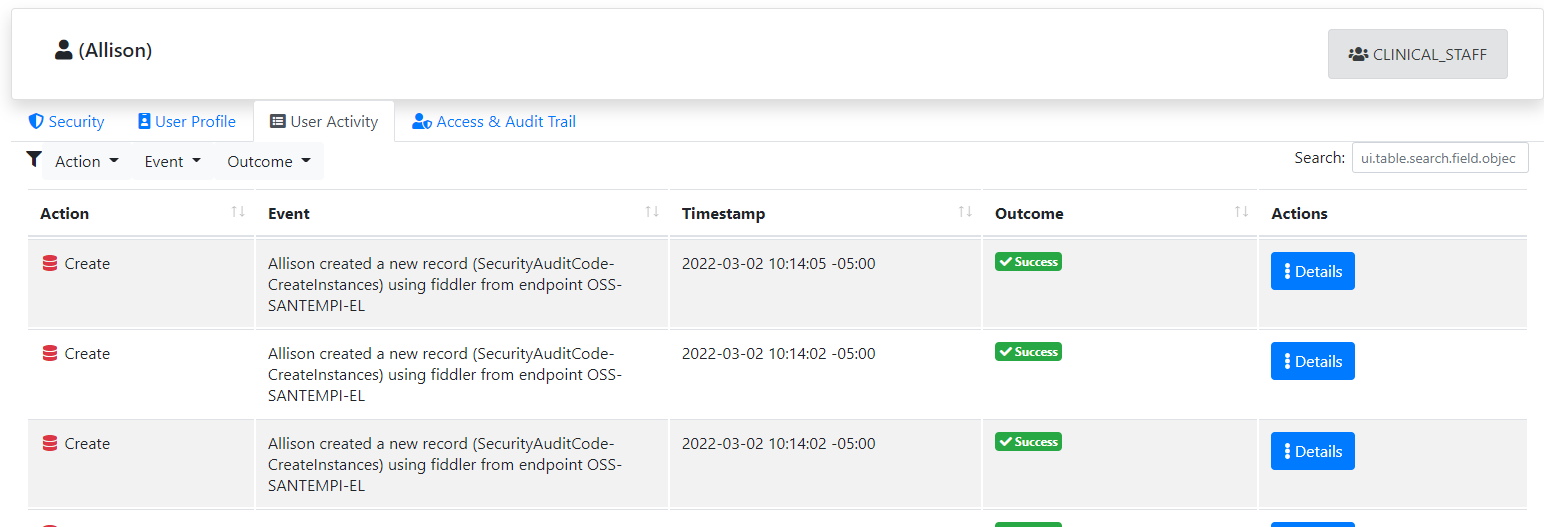 (Allison)
CLINICAL_STAFF
Security User Profile User Activity Access & Audit Trail
Action Event Outcome
Search: ui.table.search.field.objec
Action Event Timestamp Outcome Actions
Create
Allison created a new record (SecurityAuditCode-
CreateInstances) using fiddler from endpoint OSS-
SANTEMPI-EL
2022-03-02 10:14:05 -05:00
Success
Details
Create
Allison created a new record (SecurityAuditCode-
CreateInstances) using fiddler from endpoint OSS-
SANTEMPI-EL
2022-03-02 10:14:02 -05:00
Success
Details
Create
Allison created a new record (SecurityAuditCode-
CreateInstances) using fiddler from endpoint OSS-
SANTEMPI-EL
2022-03-02 10:14:02 -05:00
Success
Details